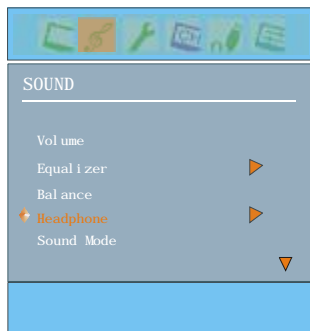 SOUND
Volume
Equalizer
Balance
Headphone
Sound Mode